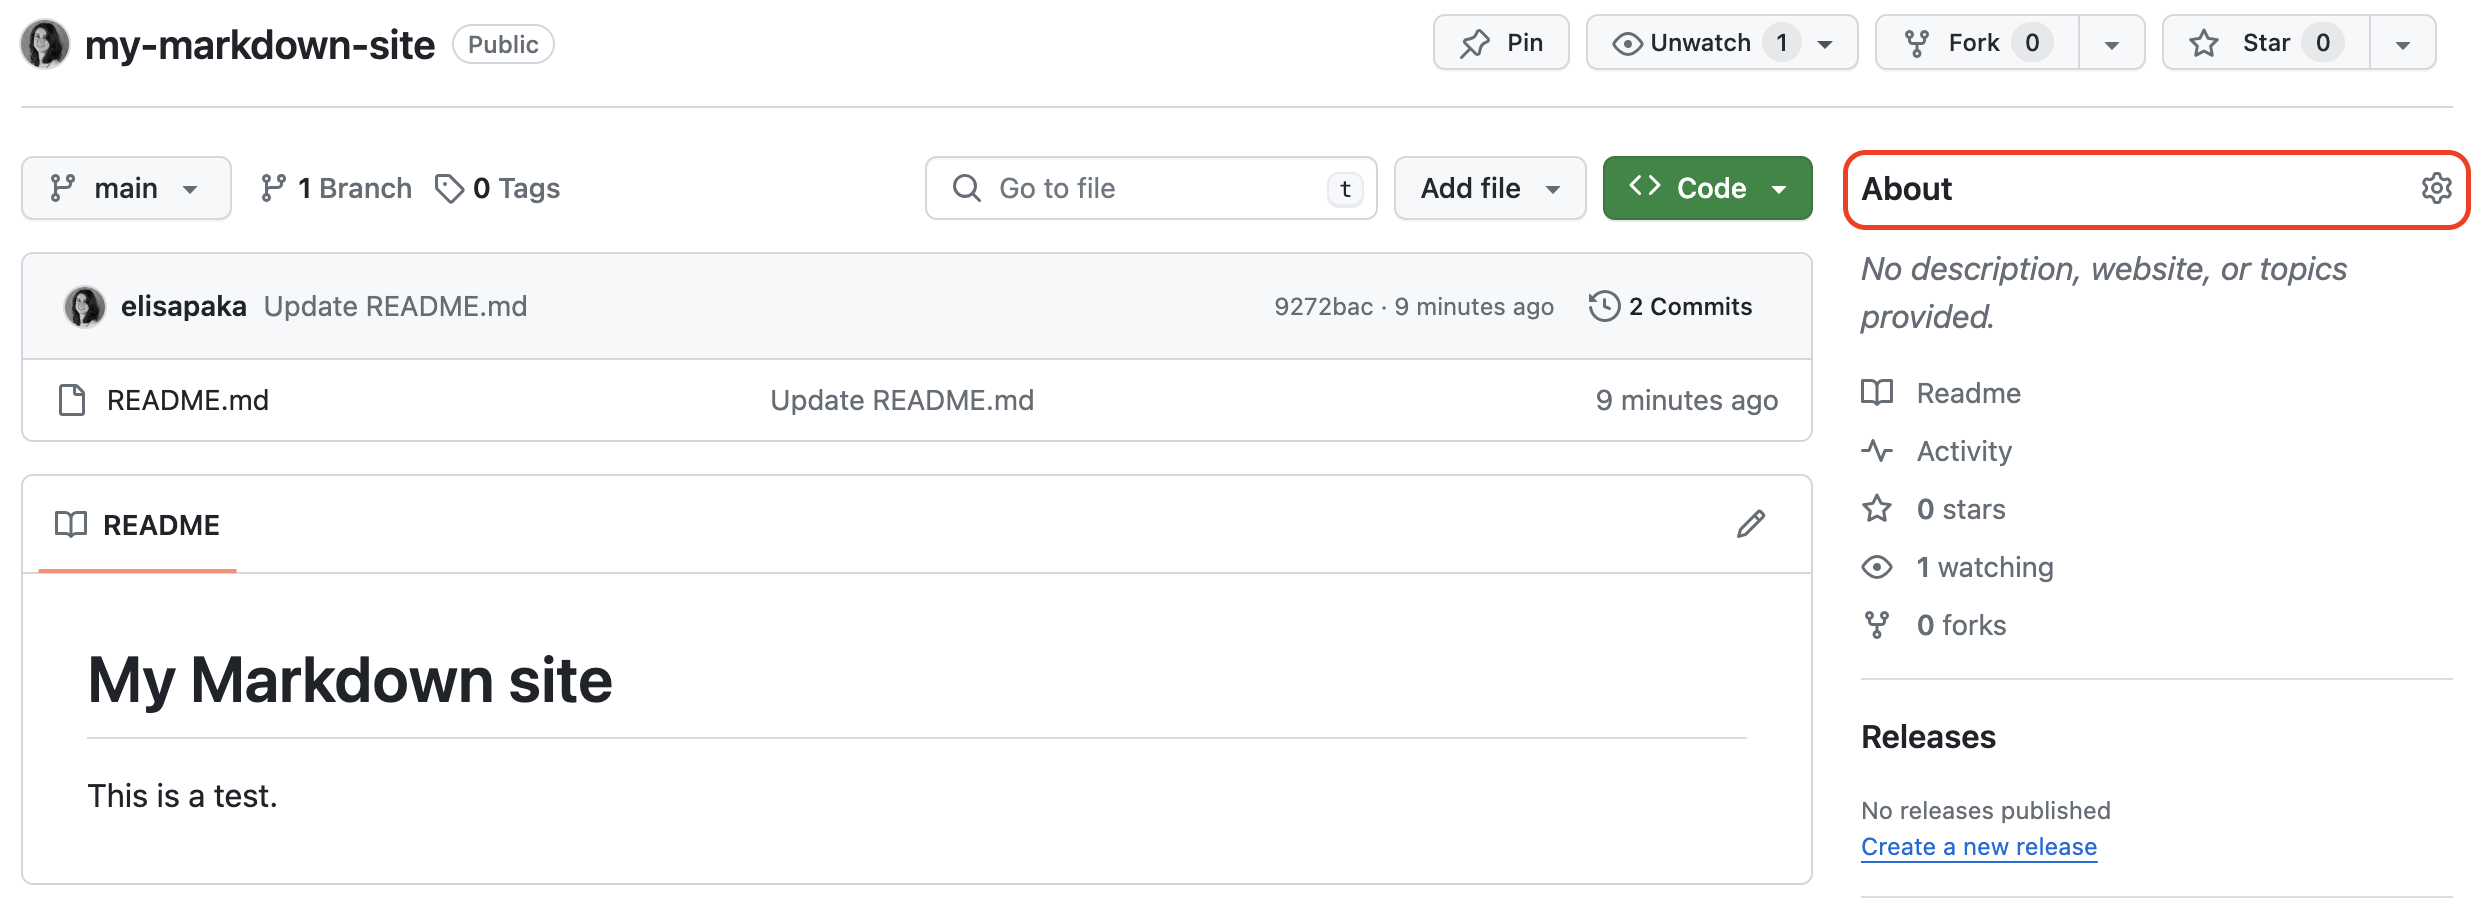 my-markdown-site Public Pin Unwatch 1 Fork 0 Star 0
main 1 Branch 0 Tags Go to file t Add file <> Code
elisapaka Update README.md 9272bac · 9 minutes ago 2 Commits
README.md Update README.md 9 minutes ago
README
My Markdown site
This is a test.
About
No description, website, or topics
provided.
Readme
Activity
0 stars
1 watching
0 forks
Releases
No releases published
Create a new release